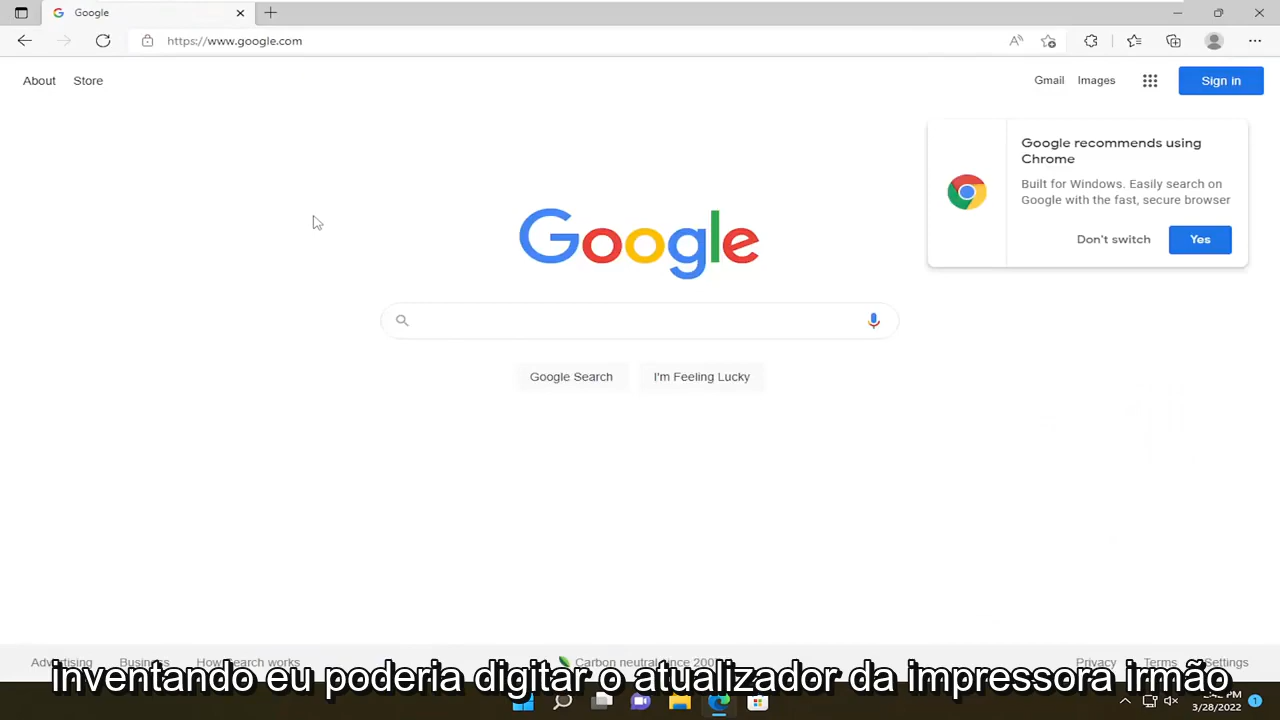 Google
https://www.google.com
About
Store
Gmail
Images
Sign in
Google recommends using
Chrome
Built for Windows. Easily search on
Google with the fast, secure browser
Don't switch
Yes
Google
Google Search
I'm Feeling Lucky
Privacy
Terms
Settings
inventando eu poderia digitar o atualizador da impressora irmão
3/28/2022
1